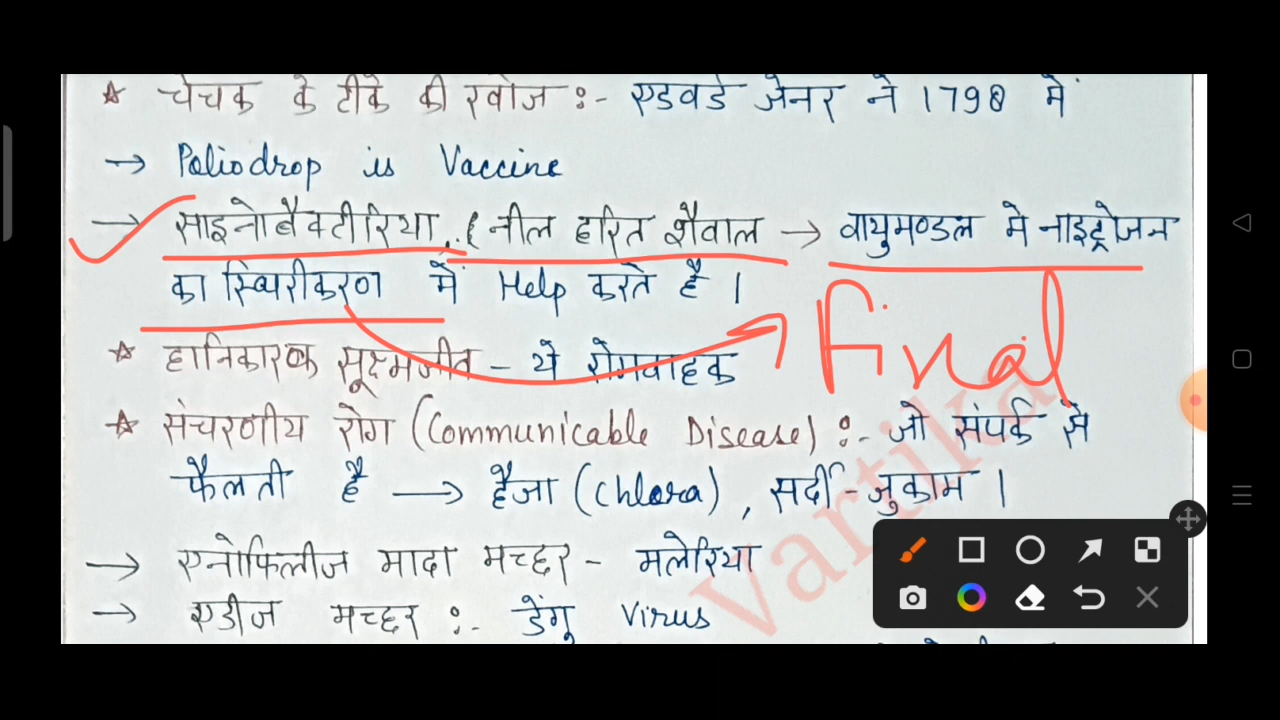 ☆ चेचक के टीके की खोज :- एडवर्ड जेनर ने 1798 में
→ Poliodrop is Vaccine
→ साइनोबैक्टीरिया, (नील हरित शैवाल → वायुमण्डल मे नाइट्रोजन
का स्थिरीकरण में Help करते है ।
Final
☆ हानिकारक सूक्ष्मजीव - ये रोगवाहक
☆ संचरणीय रोग (Communicable Disease) :- जो संपर्क से
फैलती है → हैजा (Chlora), सर्दी-जुकाम ।
→ एनोफिलीज मादा मच्छर - मलेरिया
→ एडीज मच्छर :- डेंगू Virus
Vartika